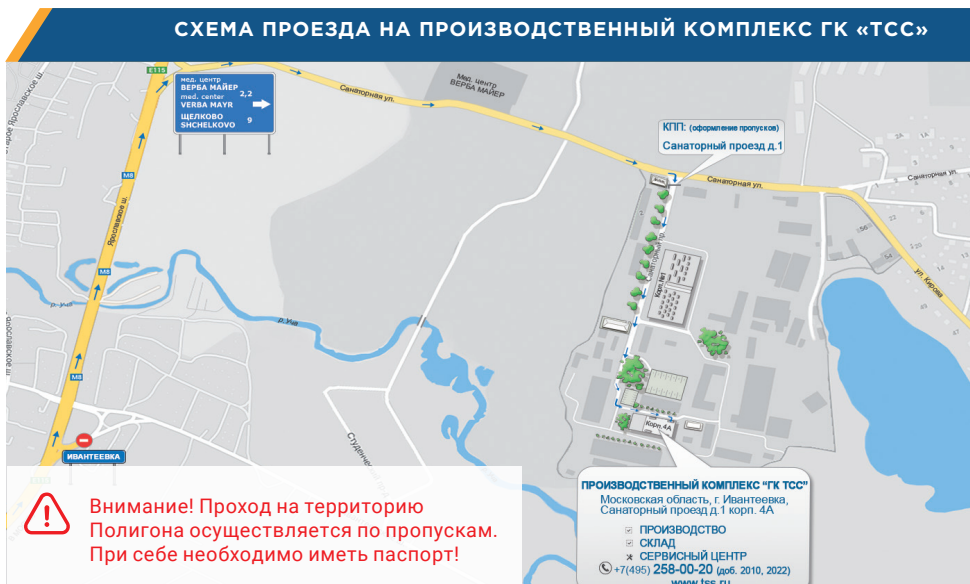 СХЕМА ПРОЕЗДА НА ПРОИЗВОДСТВЕННЫЙ КОМПЛЕКС ГК «ТСС»
E115
мед. центр
ВЕРБА МАЙЕР
med. center
VERBA MAYR
2,2
ЩЕЛКОВО
SHCHELKOVO
9
Старое Ярославское ш.
Санаторная ул.
Мед. центр
ВЕРБА МАЙЕР
КПП: (оформление пропусков)
Санаторный проезд д.1
M8
Санаторная ул.
Санаторная ул.
Ярославское ш.
Санаторный пр.
ул. Кирова
M8
Корп.№1
р. Уча
р. Уча
M8
Корп. 4А
ИВАНТЕЕВКА
ПРОИЗВОДСТВЕННЫЙ КОМПЛЕКС "ГК ТСС"
Московская область, г. Ивантеевка,
Санаторный проезд д.1 корп. 4А
ПРОИЗВОДСТВО
СКЛАД
СЕРВИСНЫЙ ЦЕНТР
+7(495) 258-00-20 (доб. 2010, 2022)
www.tss.ru
Внимание! Проход на территорию
Полигона осуществляется по пропускам.
При себе необходимо иметь паспорт!